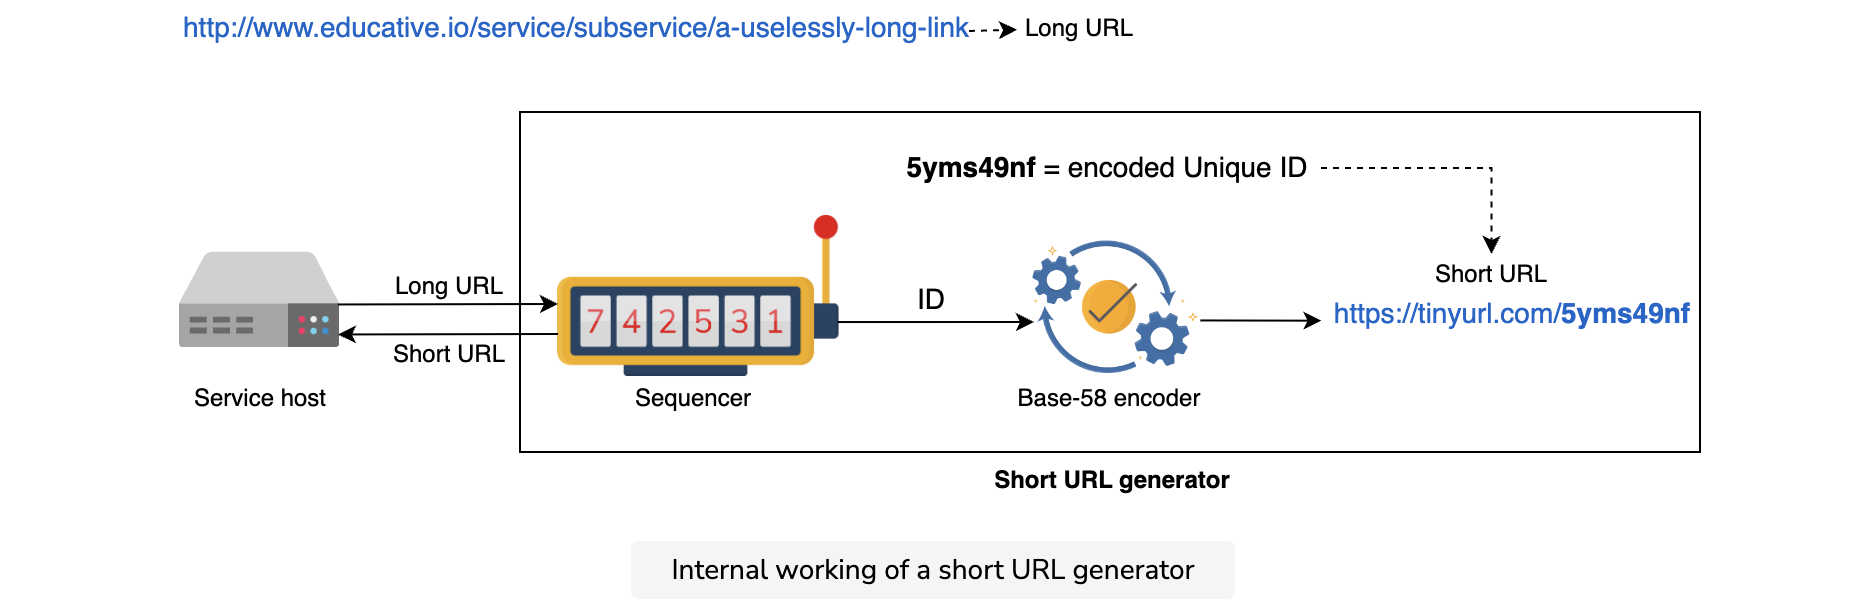 http://www.educative.io/service/subservice/a-uselessly-long-link Long URL
5yms49nf = encoded Unique ID
Long URL
Short URL
Service host
7 4 2 5 3 1
Sequencer
ID
Base-58 encoder
Short URL
https://tinyurl.com/5yms49nf
Short URL generator
Internal working of a short URL generator